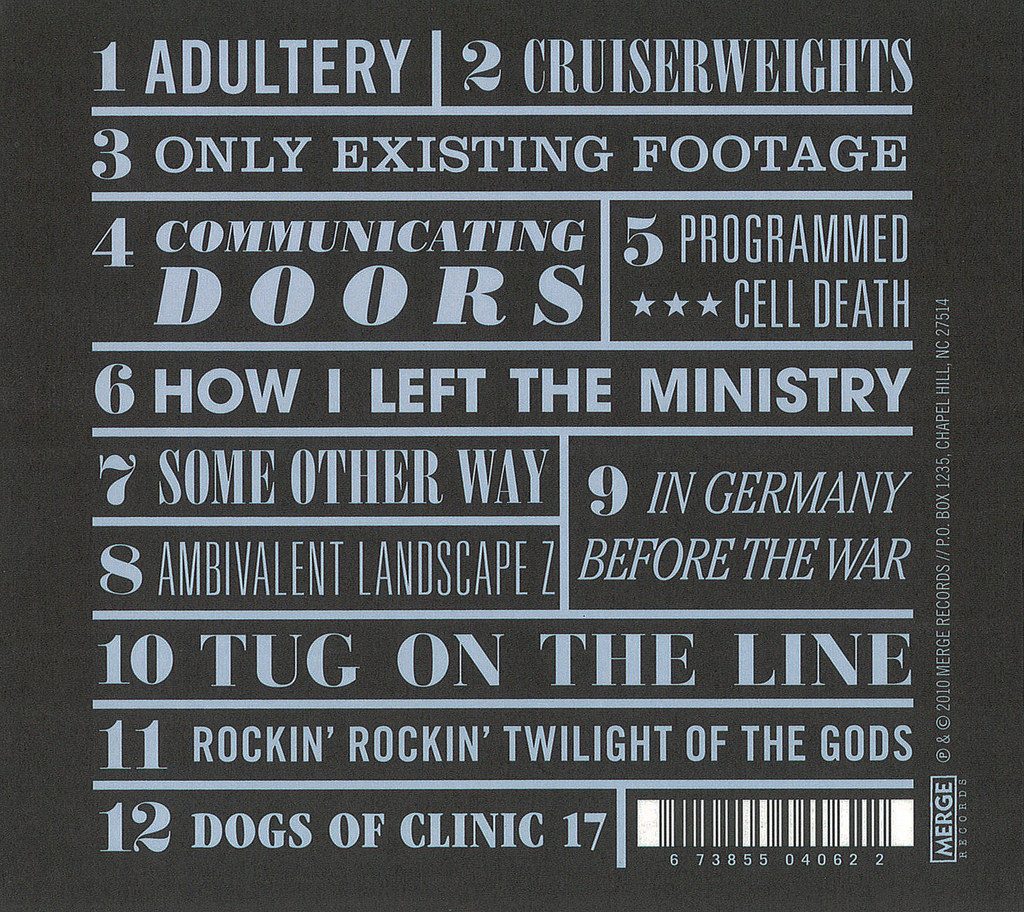 1 ADULTERY
2 CRUISERWEIGHTS
3 ONLY EXISTING FOOTAGE
4 COMMUNICATING
DOORS
5 PROGRAMMED
★★★ CELL DEATH
6 HOW I LEFT THE MINISTRY
7 SOME OTHER WAY
8 AMBIVALENT LANDSCAPE Z
9 IN GERMANY
BEFORE THE WAR
10 TUG ON THE LINE
11 ROCKIN' ROCKIN' TWILIGHT OF THE GODS
12 DOGS OF CLINIC 17
6 73855 04062 2
℗ & © 2010 MERGE RECORDS // P.O. BOX 1235, CHAPEL HILL, NC 27514
MERGE
RECORDS